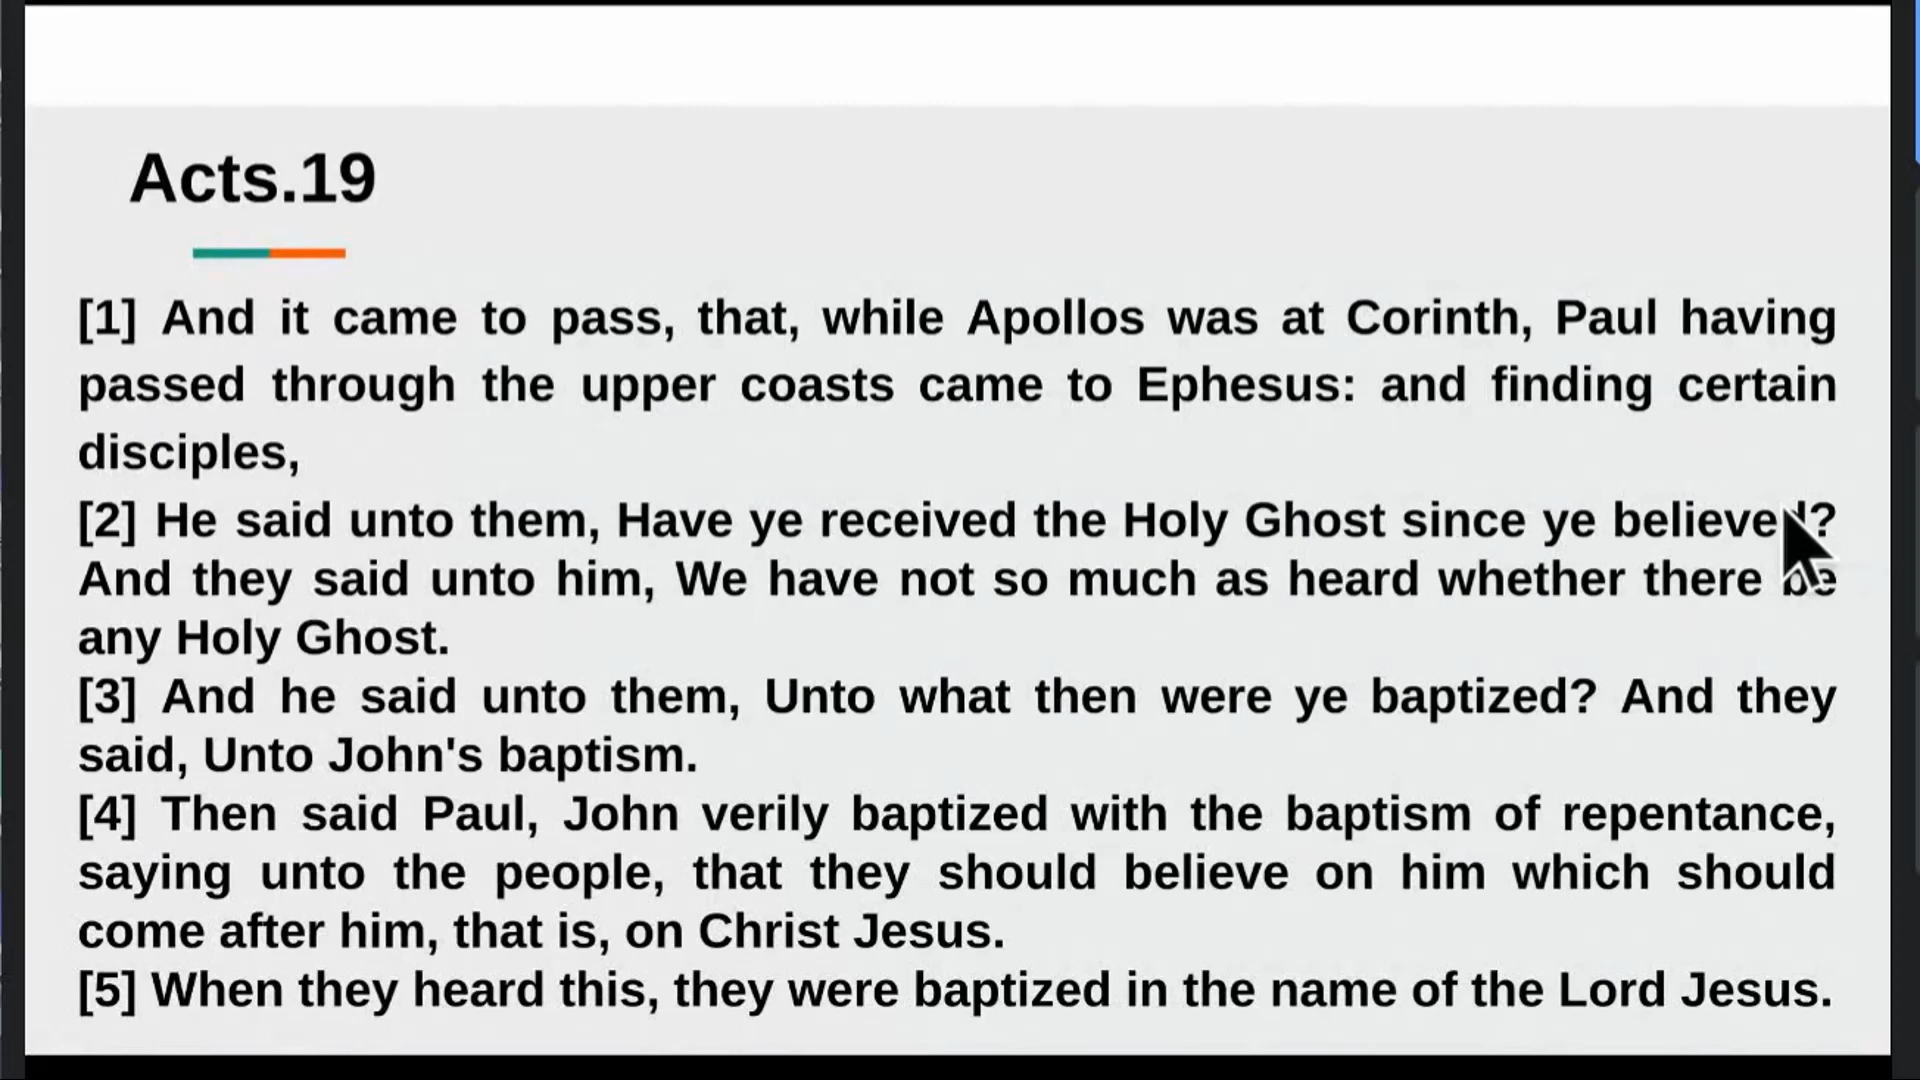 Acts.19
[1] And it came to pass, that, while Apollos was at Corinth, Paul having
passed through the upper coasts came to Ephesus: and finding certain
disciples,
[2] He said unto them, Have ye received the Holy Ghost since ye believed?
And they said unto him, We have not so much as heard whether there be
any Holy Ghost.
[3] And he said unto them, Unto what then were ye baptized? And they
said, Unto John's baptism.
[4] Then said Paul, John verily baptized with the baptism of repentance,
saying unto the people, that they should believe on him which should
come after him, that is, on Christ Jesus.
[5] When they heard this, they were baptized in the name of the Lord Jesus.